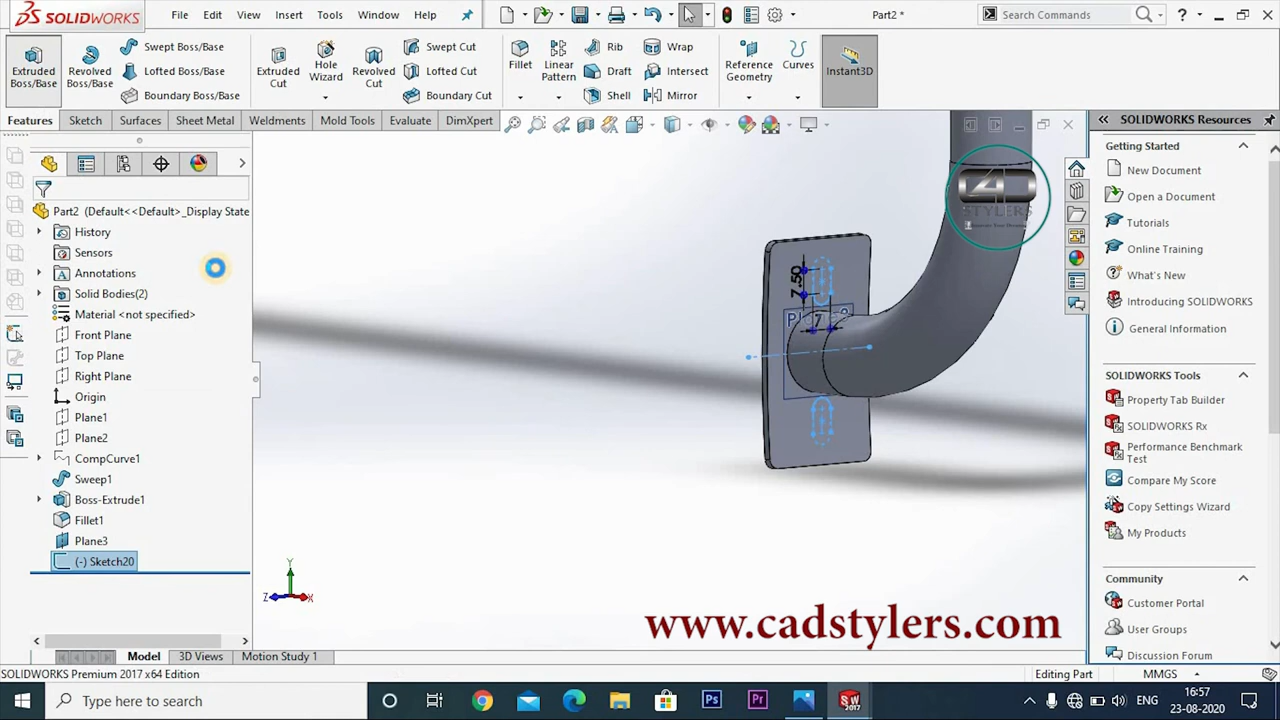 SOLIDWORKS
File
Edit
View
Insert
Tools
Window
Help
Part2 *
Search Commands
Extruded Boss/Base
Revolved Boss/Base
Swept Boss/Base
Lofted Boss/Base
Boundary Boss/Base
Extruded Cut
Hole Wizard
Revolved Cut
Swept Cut
Lofted Cut
Boundary Cut
Fillet
Linear Pattern
Rib
Draft
Shell
Wrap
Intersect
Mirror
Reference Geometry
Curves
Instant3D
Features
Sketch
Surfaces
Sheet Metal
Weldments
Mold Tools
Evaluate
DimXpert
Part2 (Default<<Default>_Display State
History
Sensors
Annotations
Solid Bodies(2)
Material <not specified>
Front Plane
Top Plane
Right Plane
Origin
Plane1
Plane2
CompCurve1
Sweep1
Boss-Extrude1
Fillet1
Plane3
(-) Sketch20
7.50
STYLERS
Y
Z
X
www.cadstylers.com
SOLIDWORKS Resources
Getting Started
New Document
Open a Document
Tutorials
Online Training
What's New
Introducing SOLIDWORKS
General Information
SOLIDWORKS Tools
Property Tab Builder
SOLIDWORKS Rx
Performance Benchmark Test
Compare My Score
Copy Settings Wizard
My Products
Community
Customer Portal
User Groups
Discussion Forum
Model
3D Views
Motion Study 1
SOLIDWORKS Premium 2017 x64 Edition
Editing Part
MMGS
Type here to search
ENG
16:57
23-08-2020